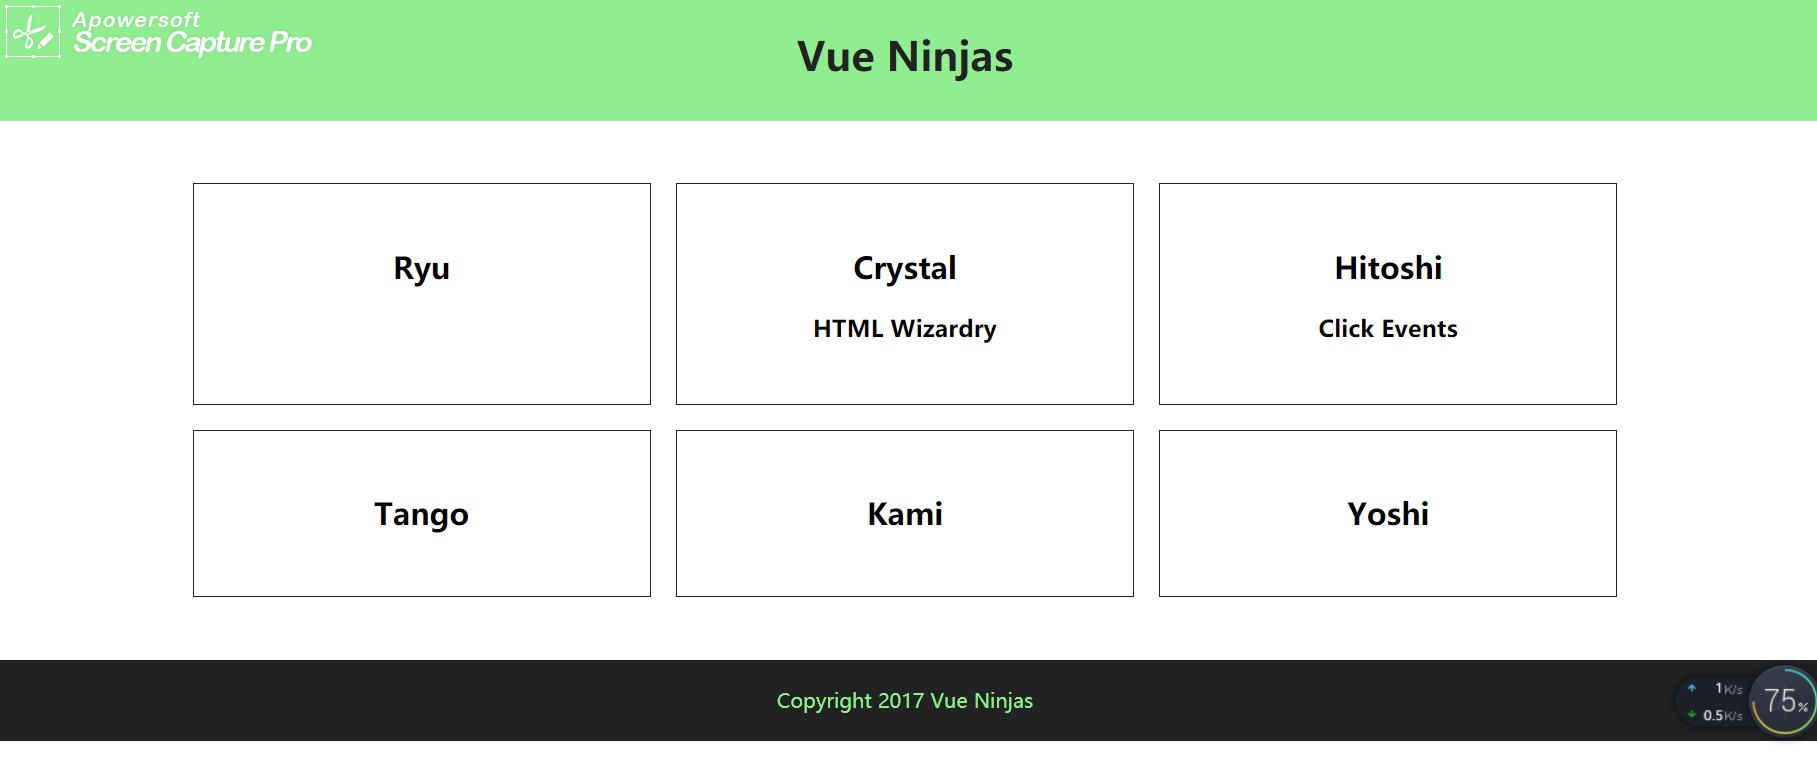 Apowersoft
Screen Capture Pro
Vue Ninjas
Ryu
Crystal
Hitoshi
HTML Wizardry
Click Events
Tango
Kami
Yoshi
Copyright 2017 Vue Ninjas
1K/s
0.5K/s
75%